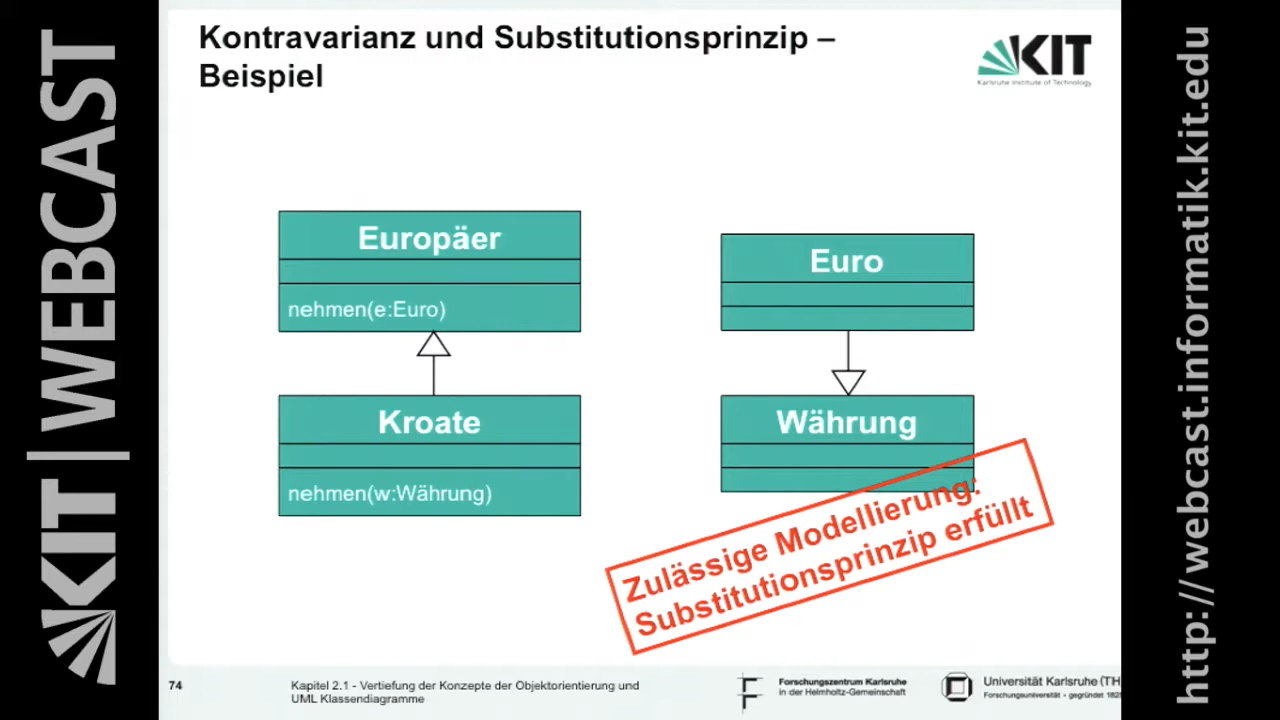 KIT | WEBCAST
Kontravarianz und Substitutionsprinzip –
Beispiel
KIT
Karlsruhe Institute of Technology
Europäer
nehmen(e:Euro)
Kroate
nehmen(w:Währung)
Euro
Währung
Zulässige Modellierung:
Substitutionsprinzip erfüllt
74
Kapitel 2.1 - Vertiefung der Konzepte der Objektorientierung und
UML Klassendiagramme
Forschungszentrum Karlsruhe
in der Helmholtz-Gemeinschaft
Universität Karlsruhe (TH
Forschungsuniversität • gegründet 182
http://webcast.informatik.kit.edu